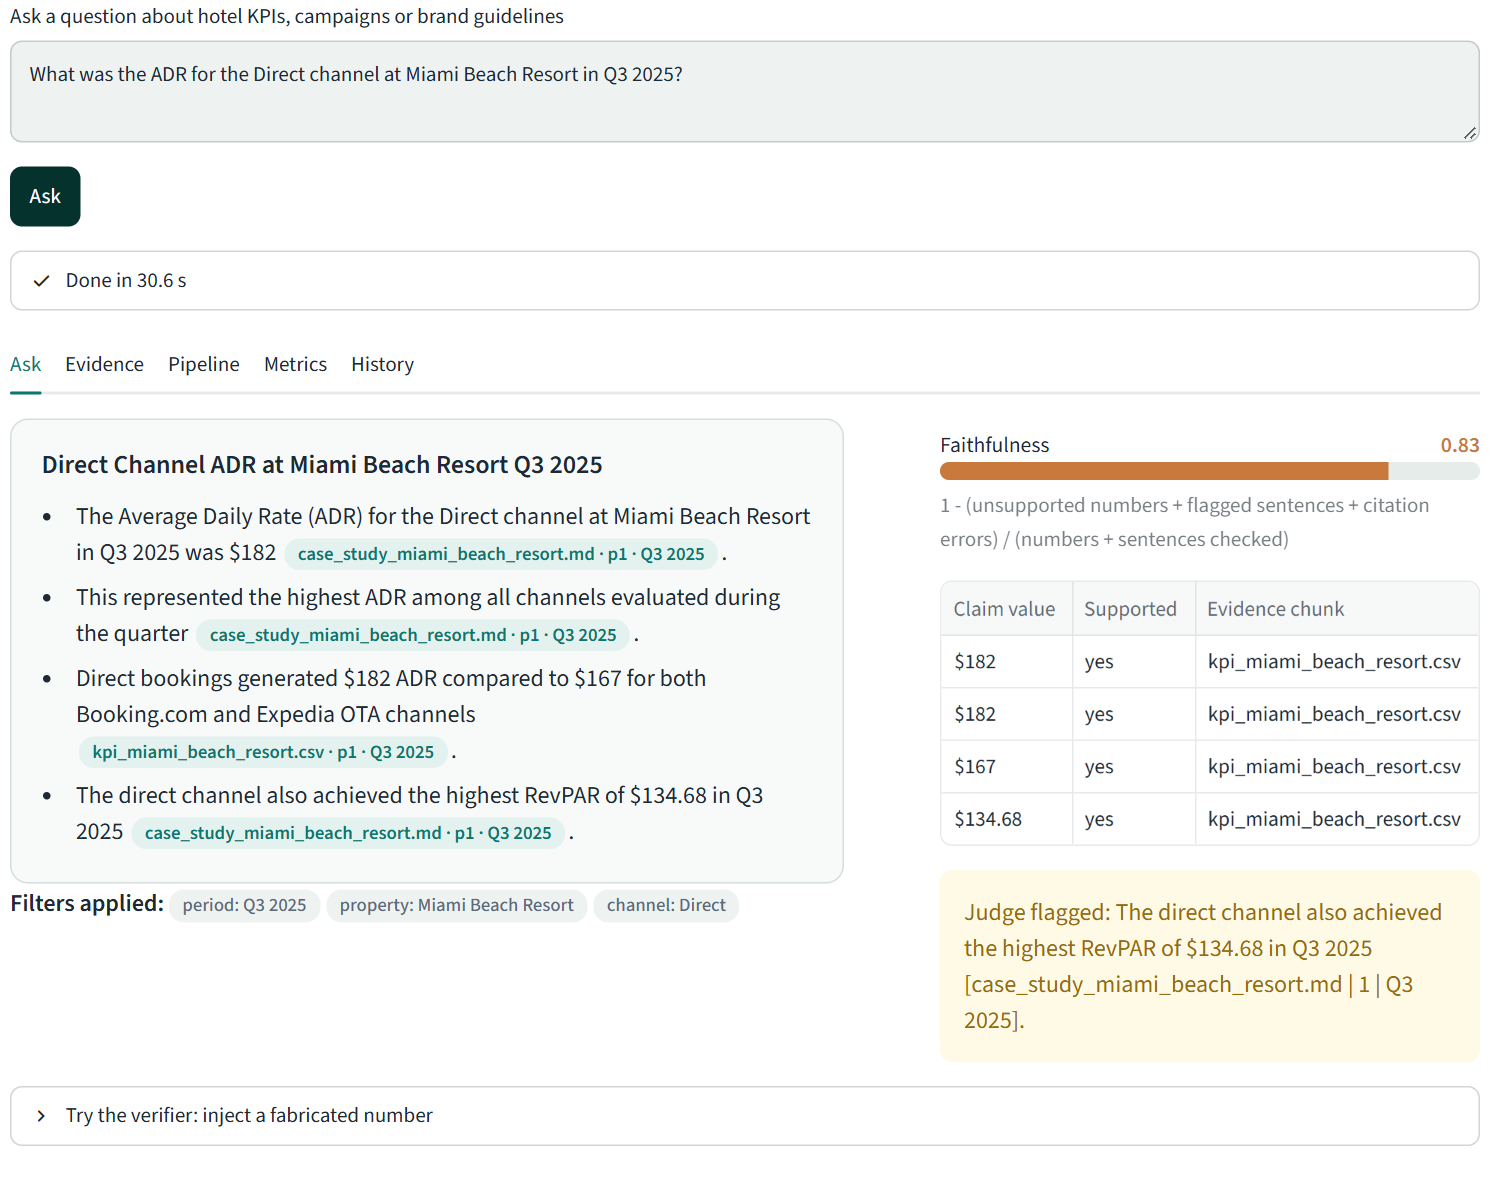 Ask a question about hotel KPIs, campaigns or brand guidelines
What was the ADR for the Direct channel at Miami Beach Resort in Q3 2025?
Ask
Done in 30.6 s
Ask Evidence Pipeline Metrics History
Direct Channel ADR at Miami Beach Resort Q3 2025
• The Average Daily Rate (ADR) for the Direct channel at Miami Beach Resort
in Q3 2025 was $182 case_study_miami_beach_resort.md · p1 · Q3 2025 .
• This represented the highest ADR among all channels evaluated during
the quarter case_study_miami_beach_resort.md · p1 · Q3 2025 .
• Direct bookings generated $182 ADR compared to $167 for both
Booking.com and Expedia OTA channels
kpi_miami_beach_resort.csv · p1 · Q3 2025 .
• The direct channel also achieved the highest RevPAR of $134.68 in Q3
2025 case_study_miami_beach_resort.md · p1 · Q3 2025 .
Filters applied: period: Q3 2025 property: Miami Beach Resort channel: Direct
Faithfulness 0.83
1 - (unsupported numbers + flagged sentences + citation
errors) / (numbers + sentences checked)
Claim value Supported Evidence chunk
$182 yes kpi_miami_beach_resort.csv
$182 yes kpi_miami_beach_resort.csv
$167 yes kpi_miami_beach_resort.csv
$134.68 yes kpi_miami_beach_resort.csv
Judge flagged: The direct channel also achieved
the highest RevPAR of $134.68 in Q3 2025
[case_study_miami_beach_resort.md | 1 | Q3
2025].
Try the verifier: inject a fabricated number